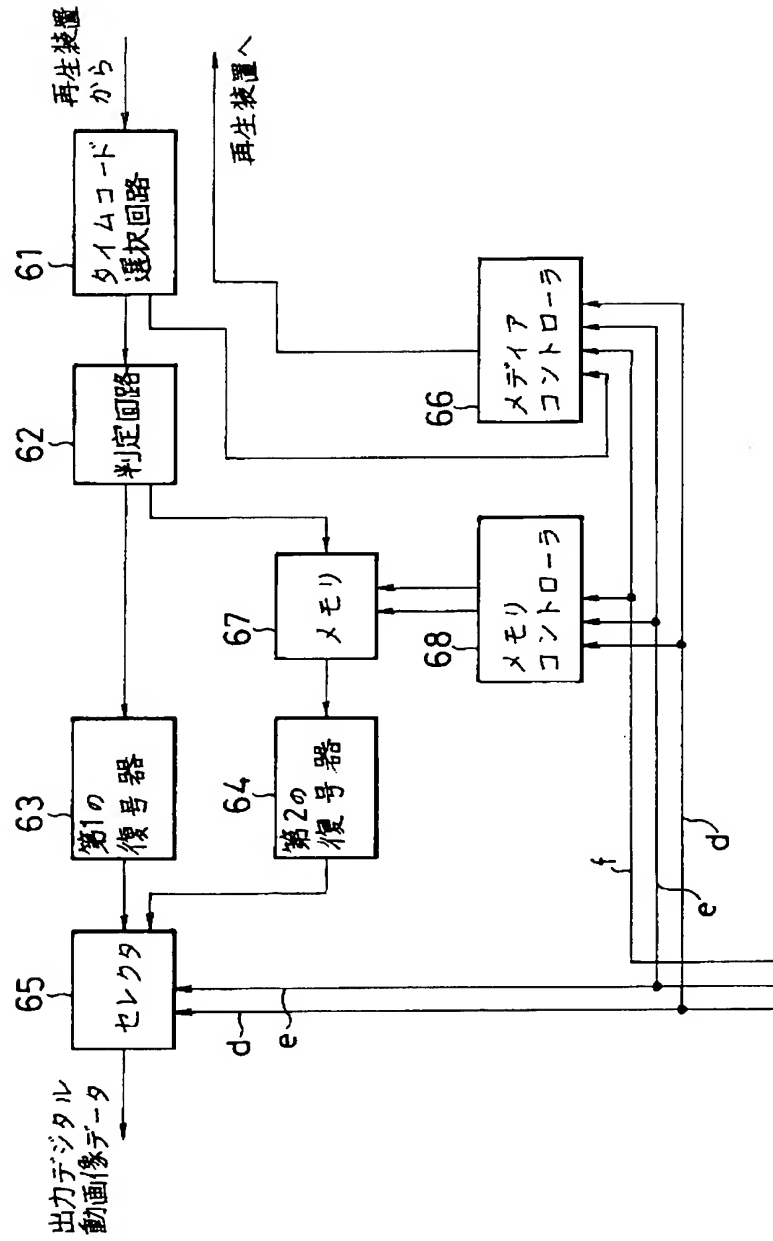 再生装置
から
再生装置へ
61
タイムコード
選択回路
62
判定回路
63
第1の
復号器
64
第2の
復号器
65
セレクタ
出力デジタル
動画像データ
66
メディア
コントローラ
67
メモリ
68
メモリ
コントローラ
d
e
f
e
d